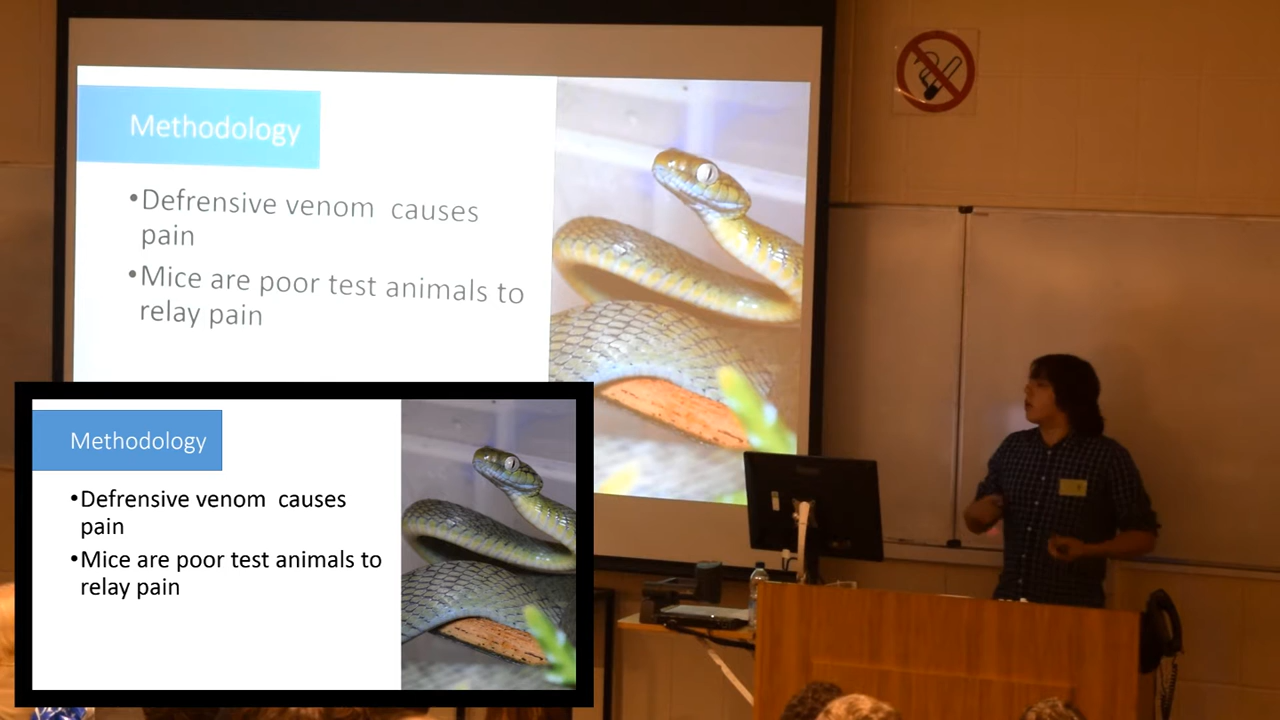 Methodology
•Defrensive venom causes
pain
•Mice are poor test animals to
relay pain
Methodology
•Defrensive venom causes
pain
•Mice are poor test animals to
relay pain